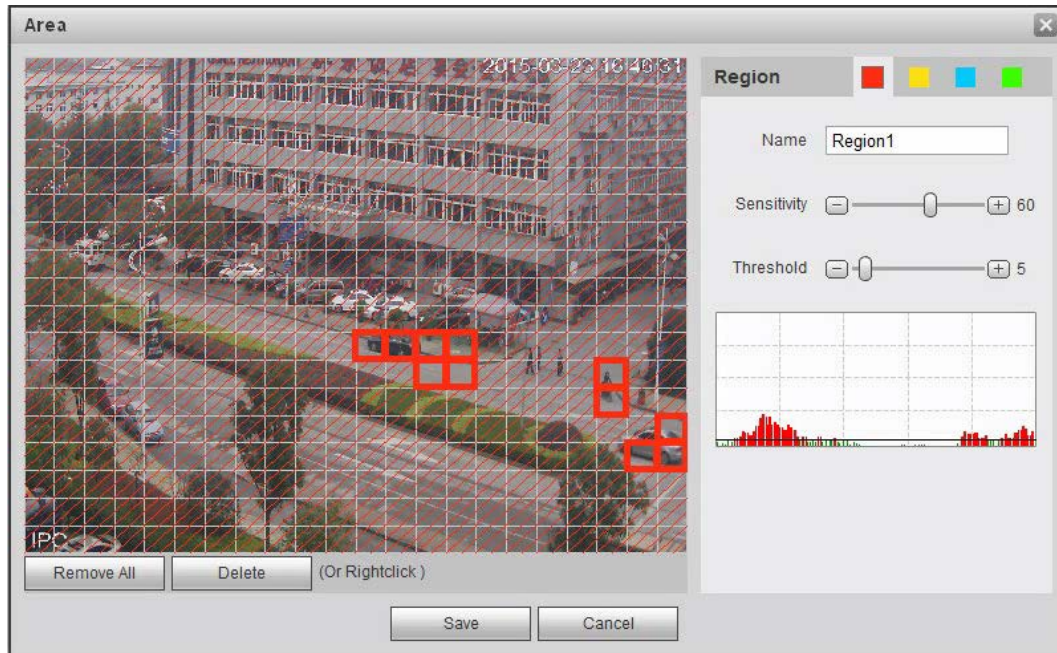 Area
2015-03-23 16:46:31
Region
Name
Region1
Sensitivity
60
Threshold
5
IPC
Remove All
Delete
(Or Rightclick )
Save
Cancel